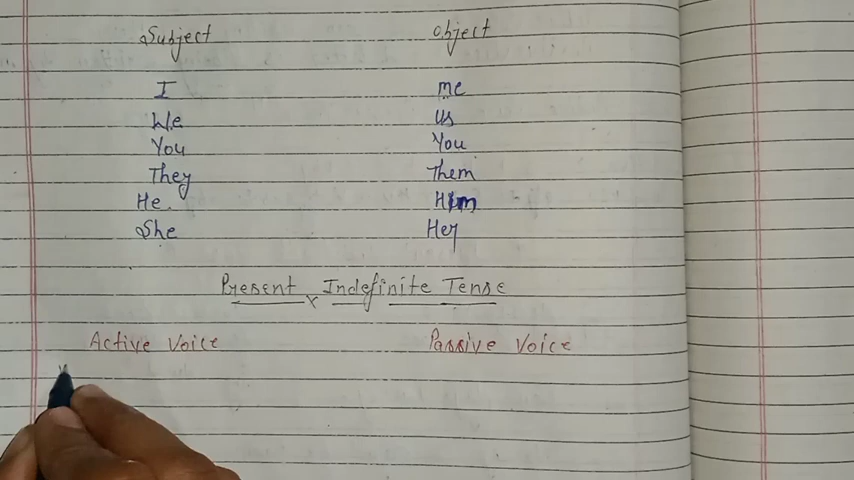 Subject Object
I me
We us
You You
They Them
He Him
She Her
Present Indefinite Tense
Active Voice Passive Voice